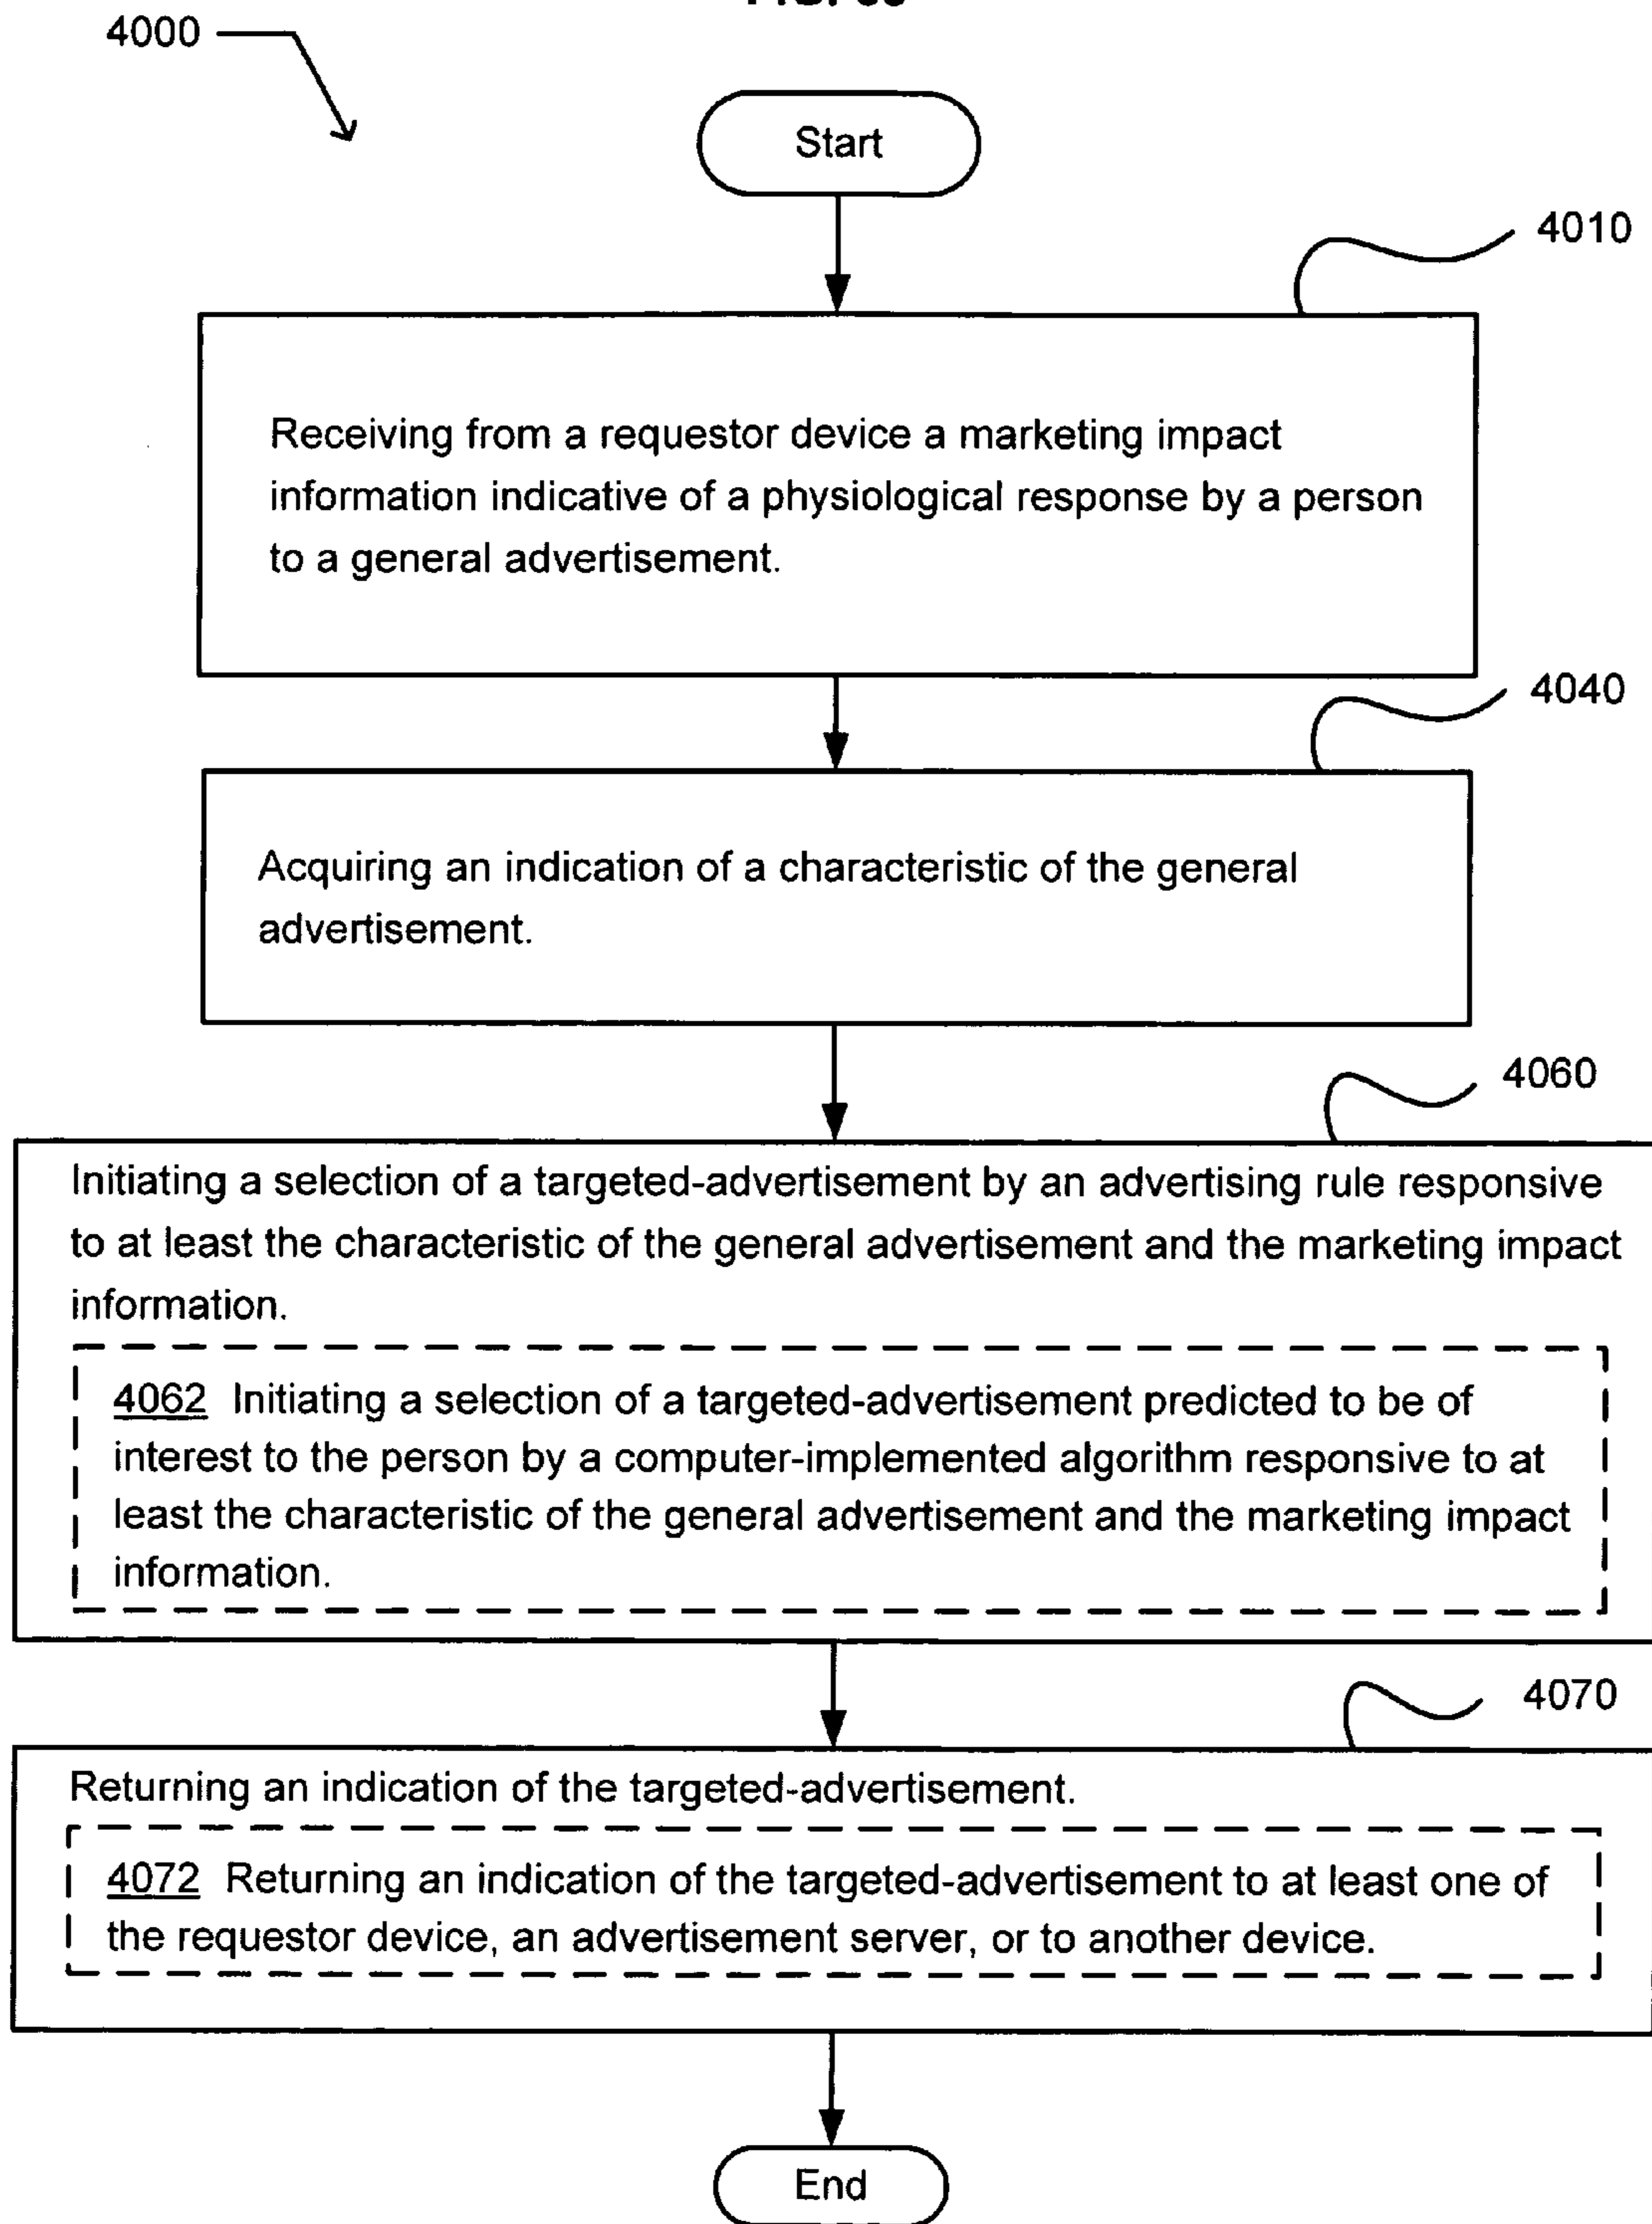 4000
Start
4010
Receiving from a requestor device a marketing impact
information indicative of a physiological response by a person
to a general advertisement.
4040
Acquiring an indication of a characteristic of the general
advertisement.
4060
Initiating a selection of a targeted-advertisement by an advertising rule responsive
to at least the characteristic of the general advertisement and the marketing impact
information.
4062 Initiating a selection of a targeted-advertisement predicted to be of
interest to the person by a computer-implemented algorithm responsive to at
least the characteristic of the general advertisement and the marketing impact
information.
4070
Returning an indication of the targeted-advertisement.
4072 Returning an indication of the targeted-advertisement to at least one of
the requestor device, an advertisement server, or to another device.
End